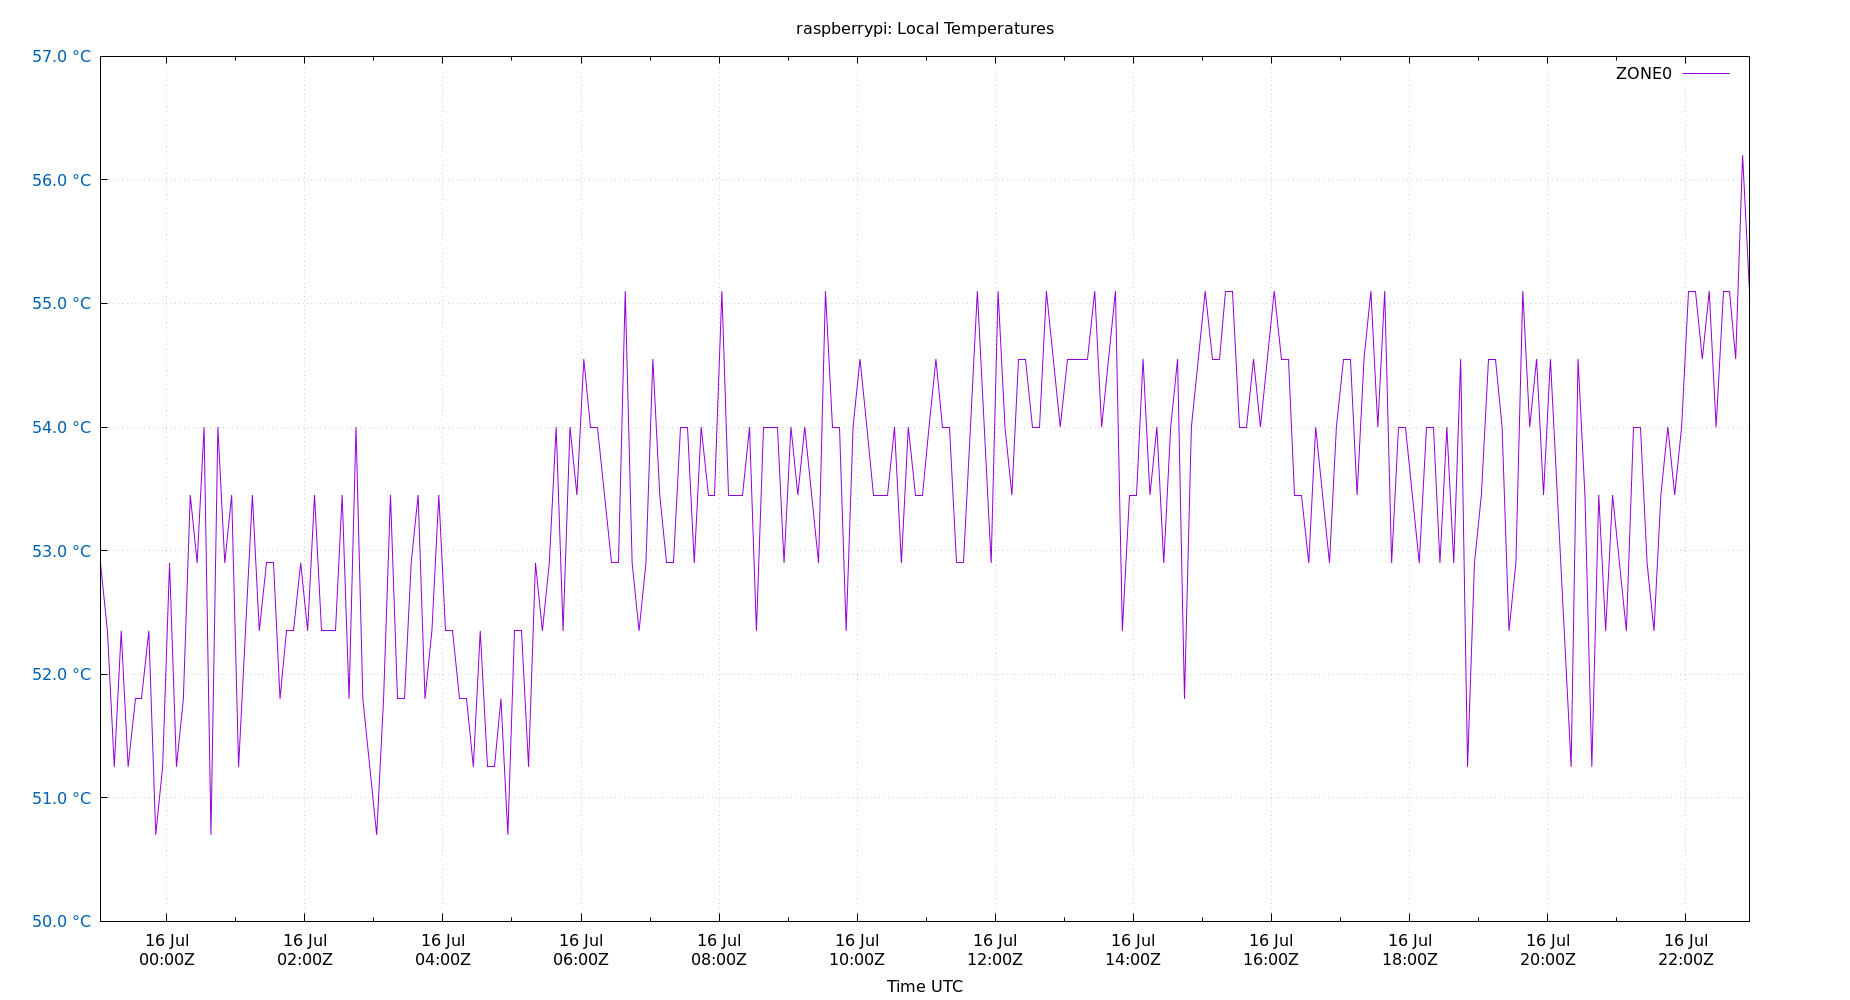 raspberrypi: Local Temperatures
57.0 °C
ZONE0
56.0 °C
55.0 °C
54.0 °C
53.0 °C
52.0 °C
51.0 °C
50.0 °C
16 Jul 16 Jul 16 Jul 16 Jul 16 Jul 16 Jul 16 Jul 16 Jul 16 Jul 16 Jul 16 Jul 16 Jul
00:00Z 02:00Z 04:00Z 06:00Z 08:00Z 10:00Z 12:00Z 14:00Z 16:00Z 18:00Z 20:00Z 22:00Z
Time UTC